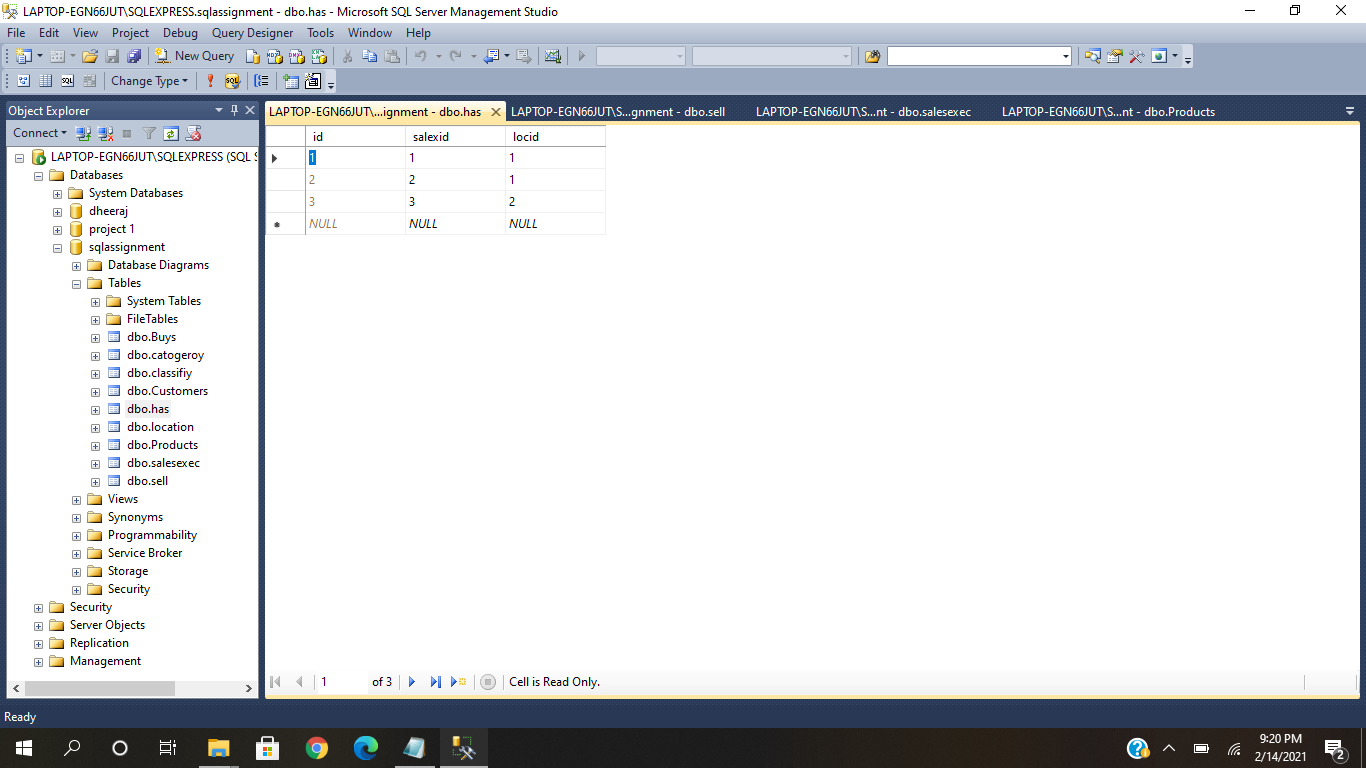 LAPTOP-EGN66JUT\SQLEXPRESS.sqlassignment - dbo.has - Microsoft SQL Server Management Studio
File Edit View Project Debug Query Designer Tools Window Help
New Query
Change Type
Object Explorer
Connect
LAPTOP-EGN66JUT\SQLEXPRESS (SQL S
Databases
System Databases
dheeraj
project 1
sqlassignment
Database Diagrams
Tables
System Tables
FileTables
dbo.Buys
dbo.catogeroy
dbo.classifiy
dbo.Customers
dbo.has
dbo.location
dbo.Products
dbo.salesexec
dbo.sell
Views
Synonyms
Programmability
Service Broker
Storage
Security
Security
Server Objects
Replication
Management
LAPTOP-EGN66JUT\...ignment - dbo.has LAPTOP-EGN66JUT\S...gnment - dbo.sell LAPTOP-EGN66JUT\S...nt - dbo.salesexec LAPTOP-EGN66JUT\S...nt - dbo.Products
id salexid locid
1 1 1
2 2 1
3 3 2
NULL NULL NULL
1 of 3 Cell is Read Only.
Ready
9:20 PM
2/14/2021
2